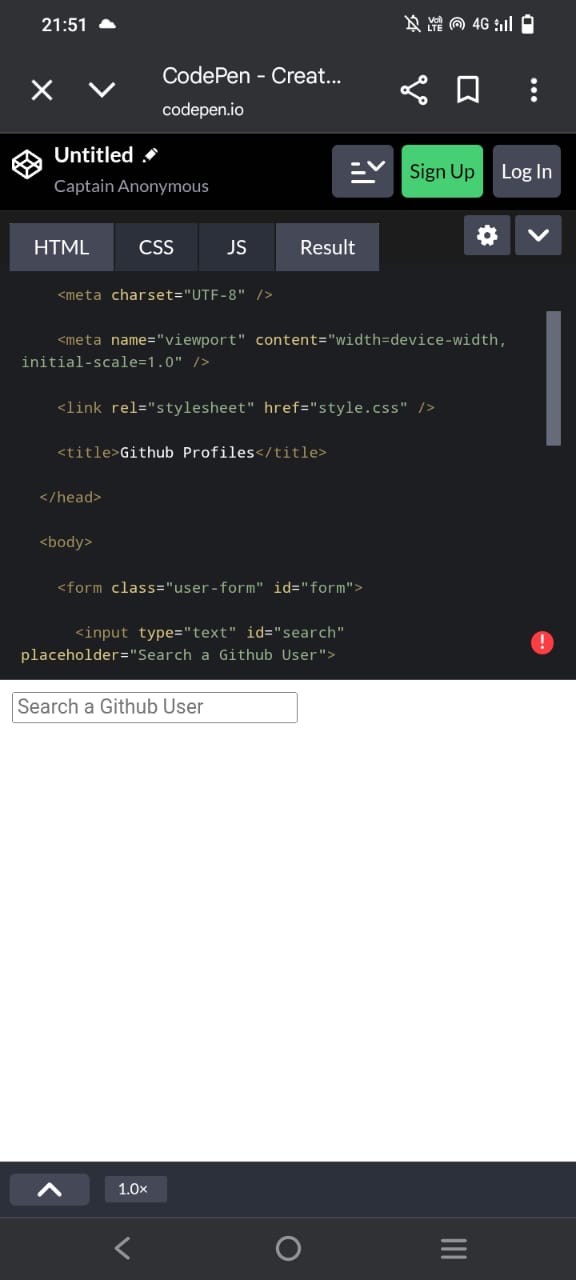 21:51
Vo)
LTE
4G
CodePen - Creat...
codepen.io
Untitled
Captain Anonymous
Sign Up
Log In
HTML
CSS
JS
Result
<meta charset="UTF-8" />
<meta name="viewport" content="width=device-width,
initial-scale=1.0" />
<link rel="stylesheet" href="style.css" />
<title>Github Profiles</title>
</head>
<body>
<form class="user-form" id="form">
<input type="text" id="search"
placeholder="Search a Github User">
!
Search a Github User
1.0×